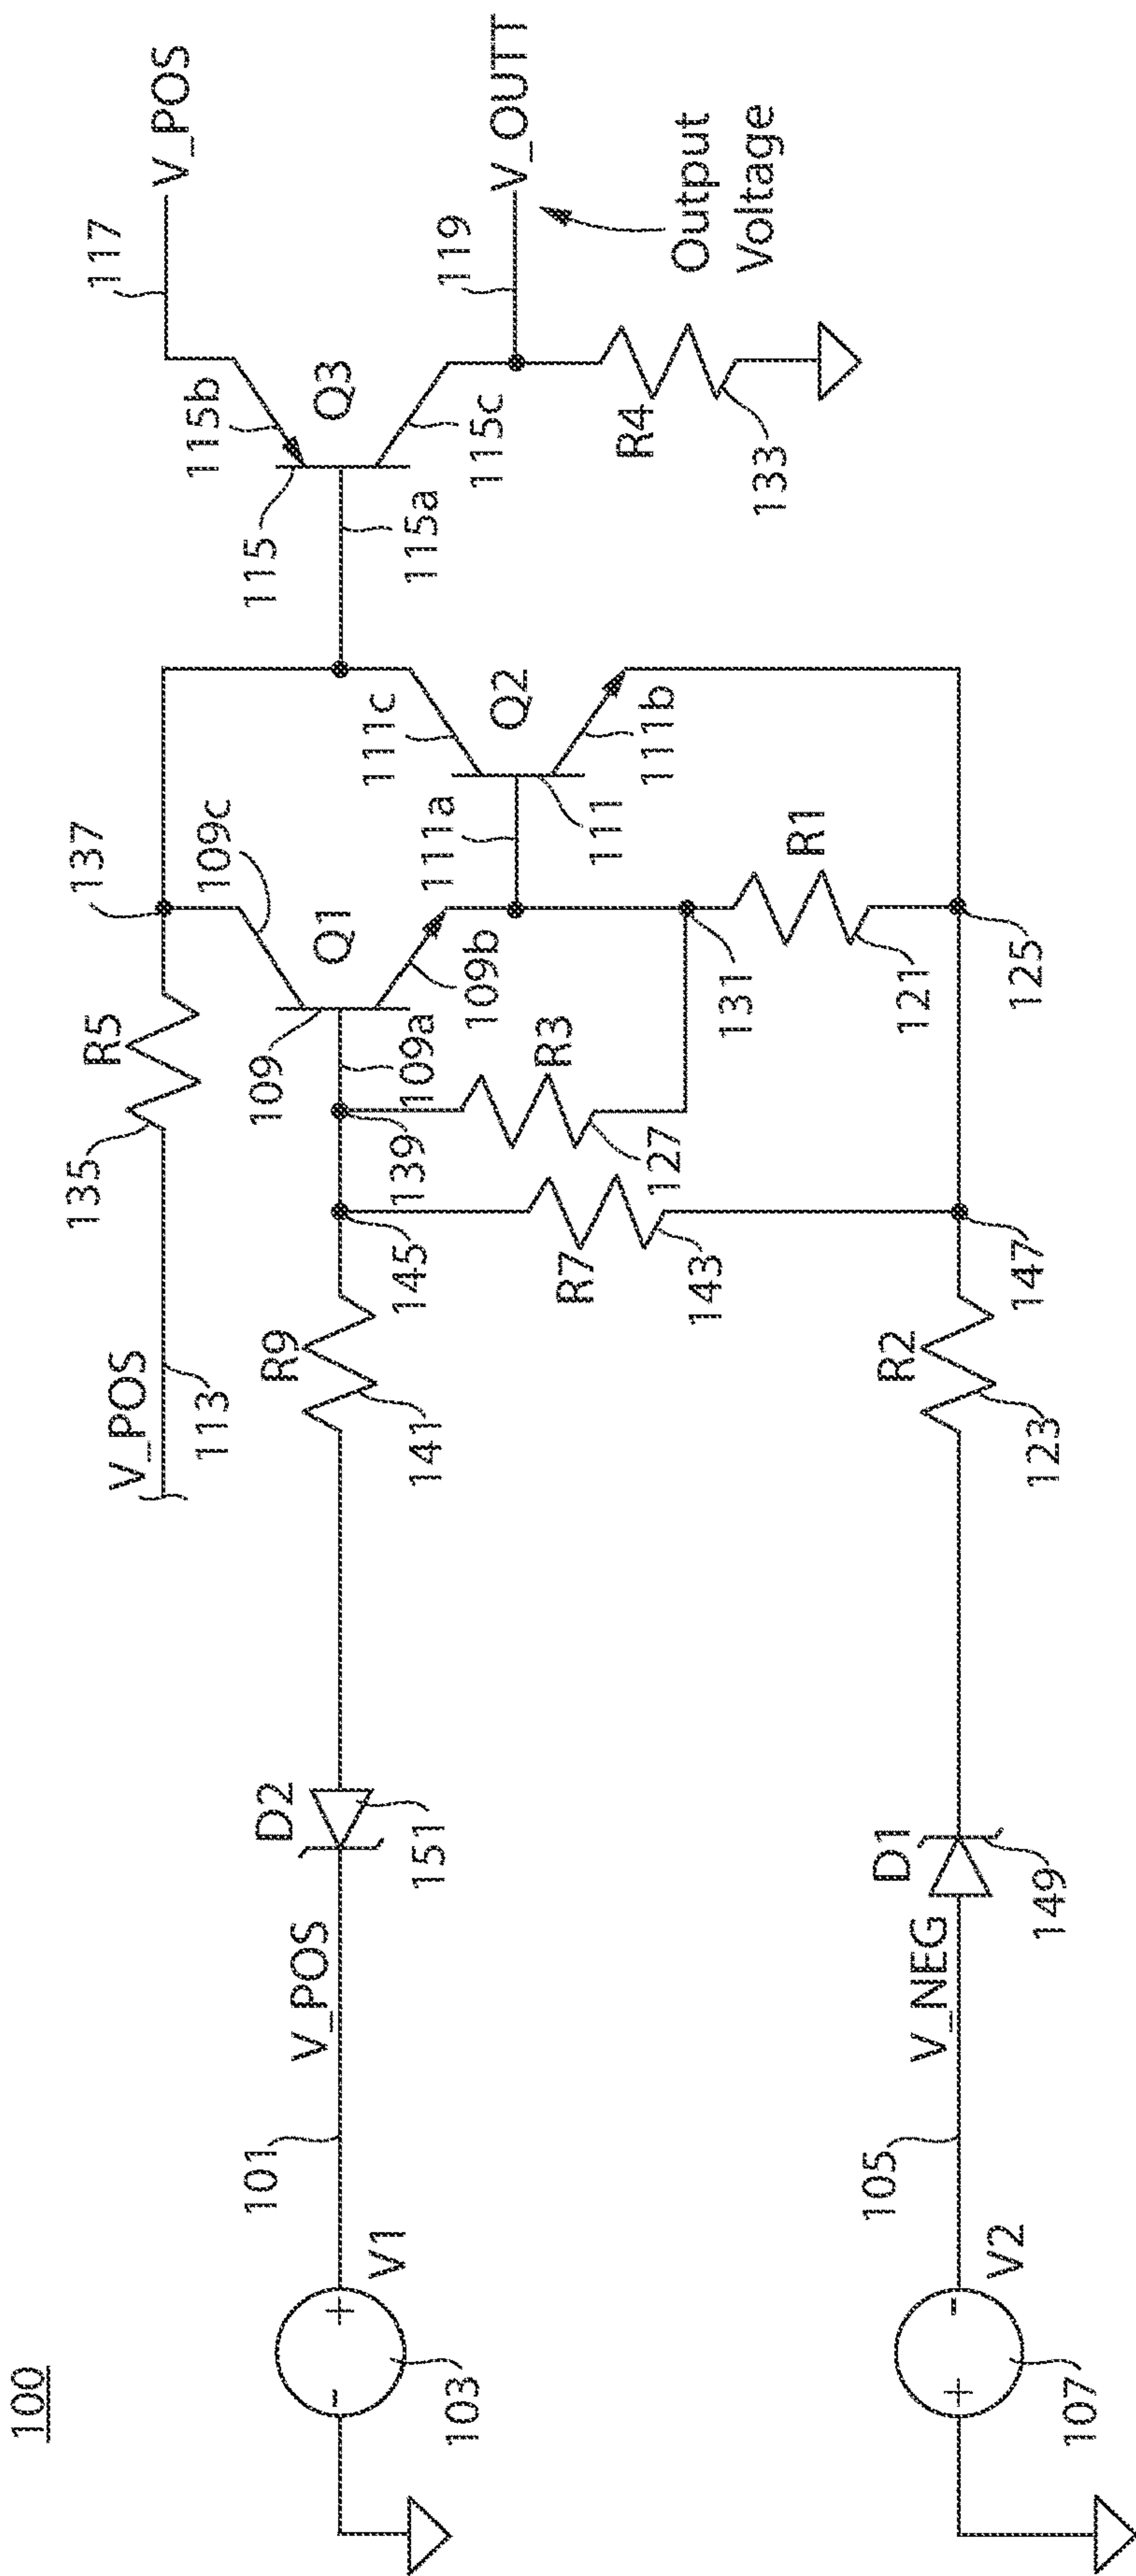 100
V_POS
113
135
R5
137
117
V_POS
109c
Q1
109
109a
109b
111c
Q2
111a
111
111b
115b
Q3
115
115a
115c
119
V_OUTT
Output
Voltage
R4
133
101
V_POS
D2
151
R9
141
145
139
R3
127
131
R7
143
R1
121
125
V1
103
105
V_NEG
D1
149
R2
123
147
V2
107
+
-
+
-